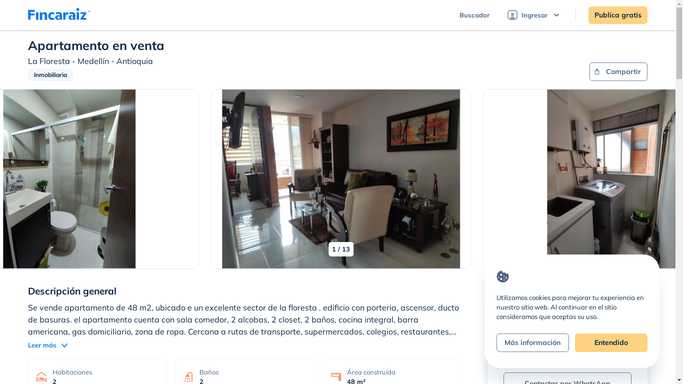 Fincaraiz
Buscador
Ingresar
Publica gratis
Apartamento en venta
La Floresta - Medellín - Antioquia
Inmobiliaria
Compartir
1 / 13
Descripción general
Se vende apartamento de 48 m2, ubicado e un excelente sector de la floresta . edificio con porteria, ascensor, ducto
de basuras. el apartamento cuenta con sala comedor, 2 alcobas, 2 closet, 2 baños, cocina integral, barra
americana, gas domiciliario, zona de ropa. Cercana a rutas de transporte, supermercados, colegios, restaurantes,...
Leer más
Habitaciones
2
Baños
2
Área construida
48 m²
Utilizamos cookies para mejorar tu experiencia en
nuestro sitio web. Al continuar en el sitio
consideramos que aceptas su uso.
Más información
Entendido
Contactar por WhatsApp